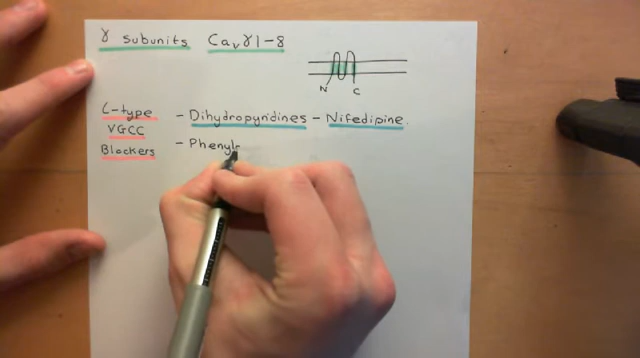 γ subunits Caᵥγ1-8
N C
L-type - Dihydropyridines - Nifedipine.
VGCC
Blockers - Phenyl